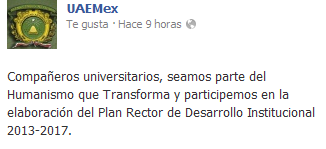 UAEMex
Te gusta · Hace 9 horas
Compañeros universitarios, seamos parte del
Humanismo que Transforma y participemos en la
elaboración del Plan Rector de Desarrollo Institucional
2013-2017.